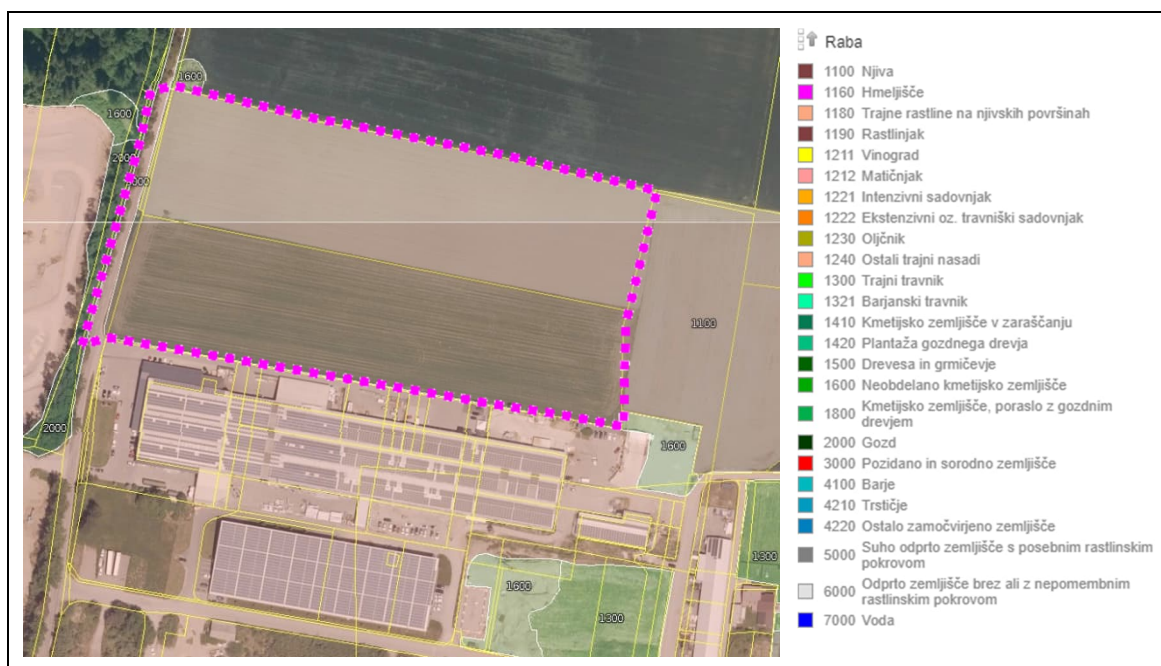 Raba
1100 Njiva
1160 Hmeljišče
1180 Trajne rastline na njivskih površinah
1190 Rastlinjak
1211 Vinograd
1212 Matičnjak
1221 Intenzivni sadovnjak
1222 Ekstenzivni oz. travniški sadovnjak
1230 Oljčnik
1240 Ostali trajni nasadi
1300 Trajni travnik
1321 Barjanski travnik
1410 Kmetijsko zemljišče v zaraščanju
1420 Plantaža gozdnega drevja
1500 Drevesa in grmičevje
1600 Neobdelano kmetijsko zemljišče
1800 Kmetijsko zemljišče, poraslo z gozdnim
drevjem
2000 Gozd
3000 Pozidano in sorodno zemljišče
4100 Barje
4210 Trstičje
4220 Ostalo zamočvirjeno zemljišče
5000 Suho odprto zemljišče s posebnim rastlinskim
pokrovom
6000 Odprto zemljišče brez ali z nepomembnim
rastlinskim pokrovom
7000 Voda
1600
1600
2000
1100
2000
1600
1300
1600
1300